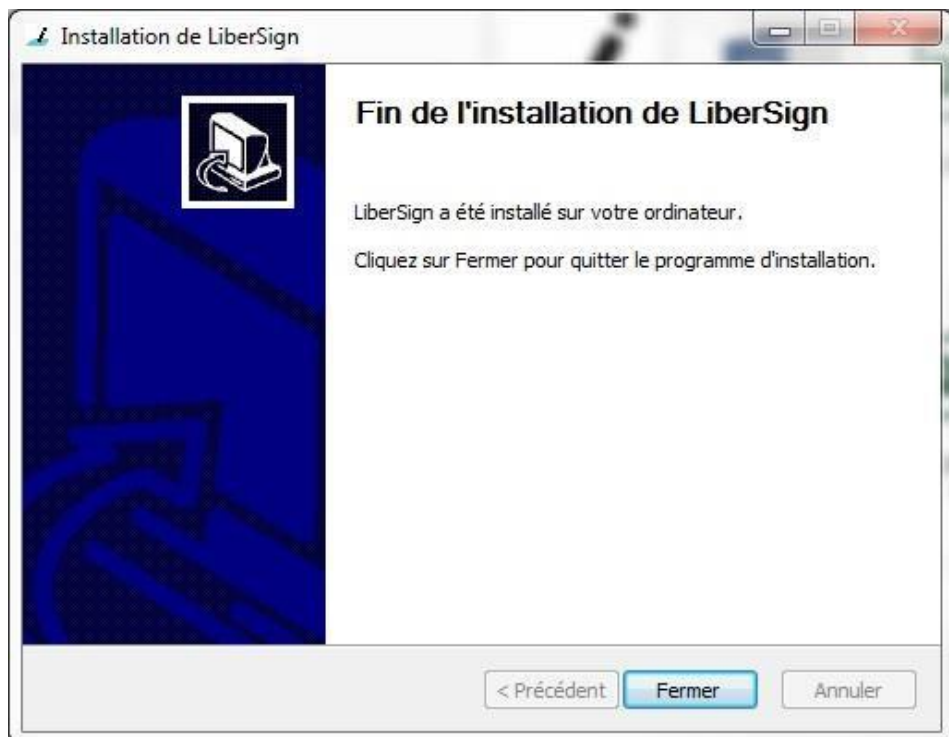 Installation de LiberSign
Fin de l'installation de LiberSign
LiberSign a été installé sur votre ordinateur.
Cliquez sur Fermer pour quitter le programme d'installation.
< Précédent Fermer Annuler